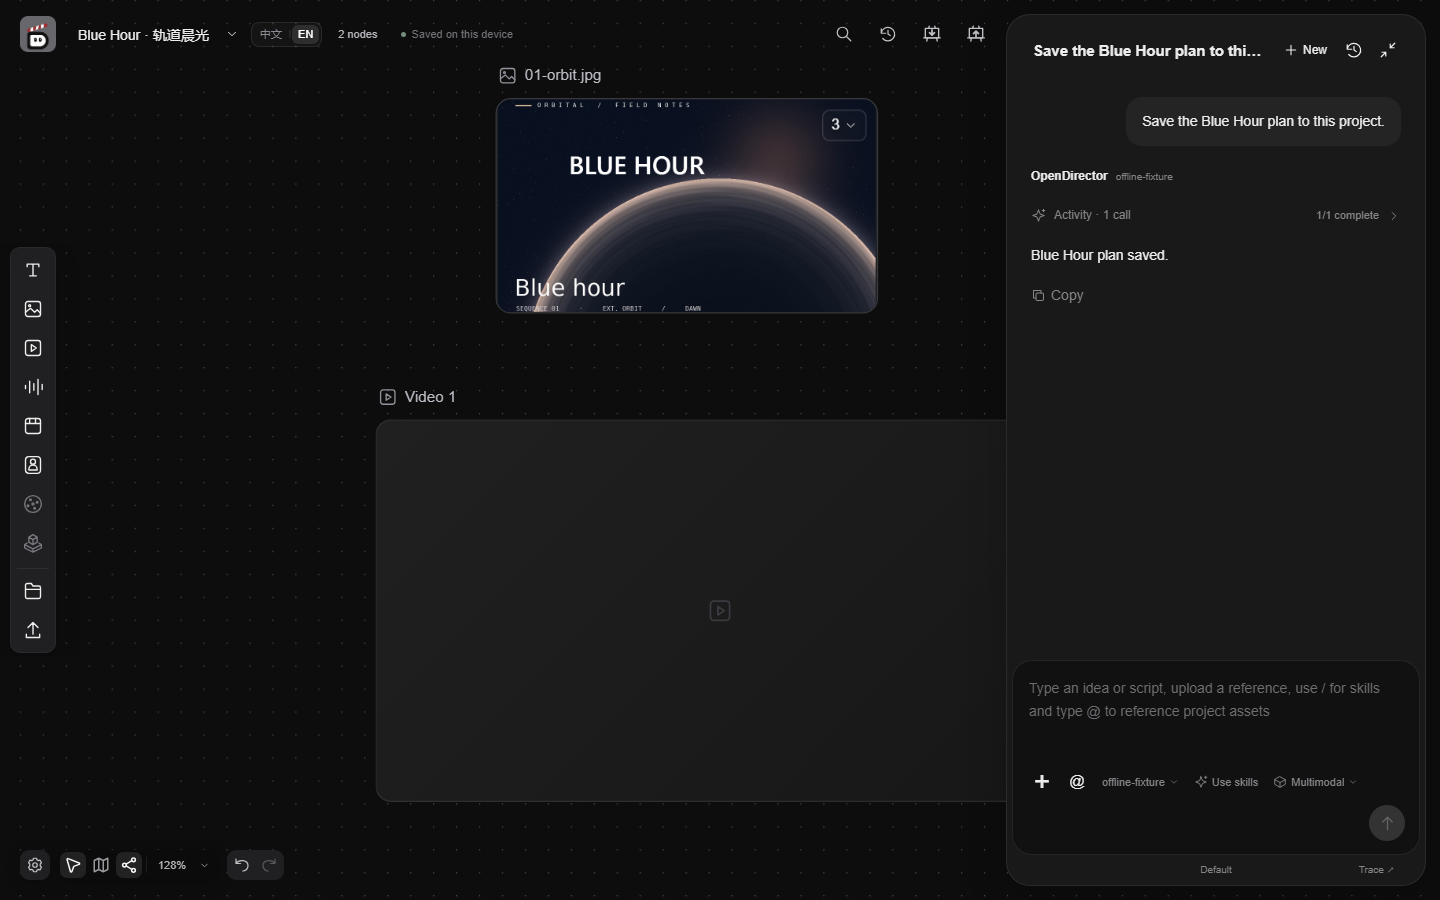 Blue Hour · 轨道晨光
中文 EN
2 nodes
Saved on this device
01-orbit.jpg
ORBITAL / FIELD NOTES
3
BLUE HOUR
Blue hour
SEQUENCE 01 · EXT. ORBIT / DAWN
Video 1
128%
Save the Blue Hour plan to thi...
New
Save the Blue Hour plan to this project.
OpenDirector offline-fixture
Activity · 1 call
1/1 complete
Blue Hour plan saved.
Copy
Type an idea or script, upload a reference, use / for skills
and type @ to reference project assets
@ offline-fixture Use skills Multimodal
Default
Trace ↗